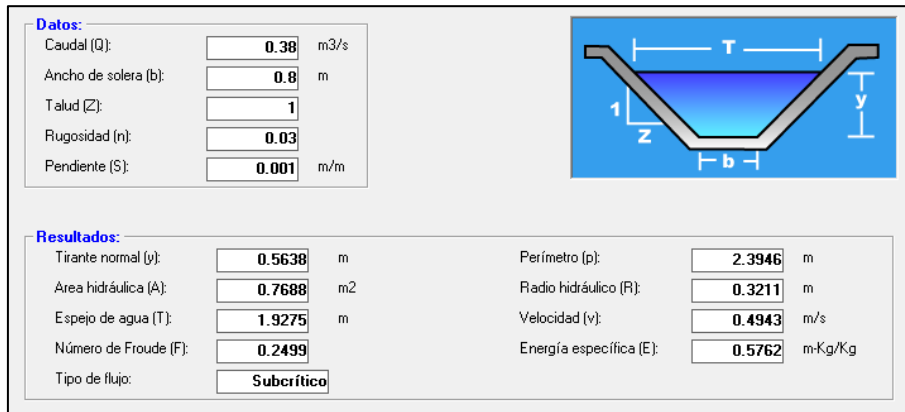 Datos:
Caudal (Q): 0.38 m3/s
Ancho de solera (b): 0.8 m
Talud (Z): 1
Rugosidad (n): 0.03
Pendiente (S): 0.001 m/m
T
1
Z
b
y
Resultados:
Tirante normal (y): 0.5638 m Perímetro (p): 2.3946 m
Area hidráulica (A): 0.7688 m2 Radio hidráulico (R): 0.3211 m
Espejo de agua (T): 1.9275 m Velocidad (v): 0.4943 m/s
Número de Froude (F): 0.2499 Energía específica (E): 0.5762 m-Kg/Kg
Tipo de flujo: Subcrítico